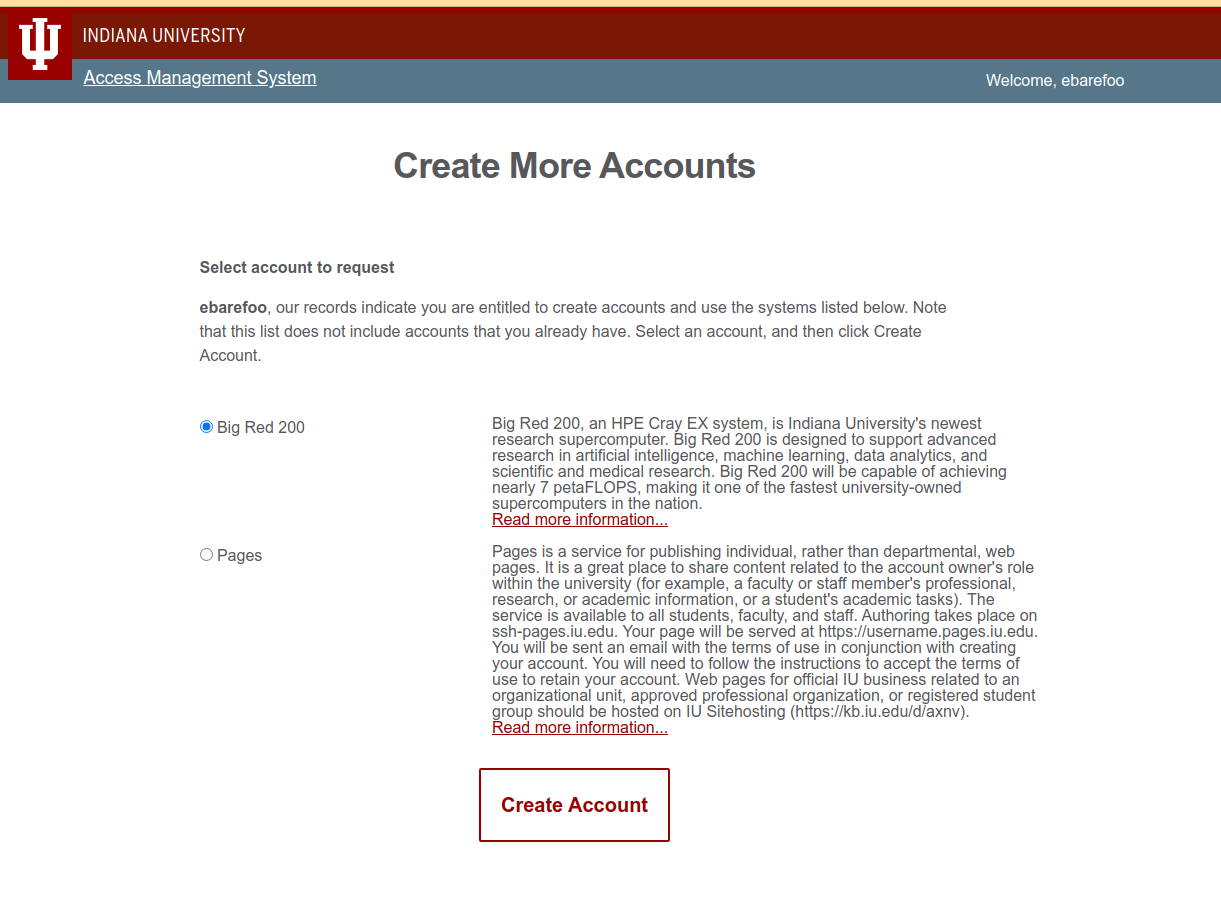 INDIANA UNIVERSITY
Access Management System
Welcome, ebarefoo
Create More Accounts
Select account to request
ebarefoo, our records indicate you are entitled to create accounts and use the systems listed below. Note
that this list does not include accounts that you already have. Select an account, and then click Create
Account.
Big Red 200
Big Red 200, an HPE Cray EX system, is Indiana University's newest
research supercomputer. Big Red 200 is designed to support advanced
research in artificial intelligence, machine learning, data analytics, and
scientific and medical research. Big Red 200 will be capable of achieving
nearly 7 petaFLOPS, making it one of the fastest university-owned
supercomputers in the nation.
Read more information...
Pages
Pages is a service for publishing individual, rather than departmental, web
pages. It is a great place to share content related to the account owner's role
within the university (for example, a faculty or staff member's professional,
research, or academic information, or a student's academic tasks). The
service is available to all students, faculty, and staff. Authoring takes place on
ssh-pages.iu.edu. Your page will be served at https://username.pages.iu.edu.
You will be sent an email with the terms of use in conjunction with creating
your account. You will need to follow the instructions to accept the terms of
use to retain your account. Web pages for official IU business related to an
organizational unit, approved professional organization, or registered student
group should be hosted on IU Sitehosting (https://kb.iu.edu/d/axnv).
Read more information...
Create Account